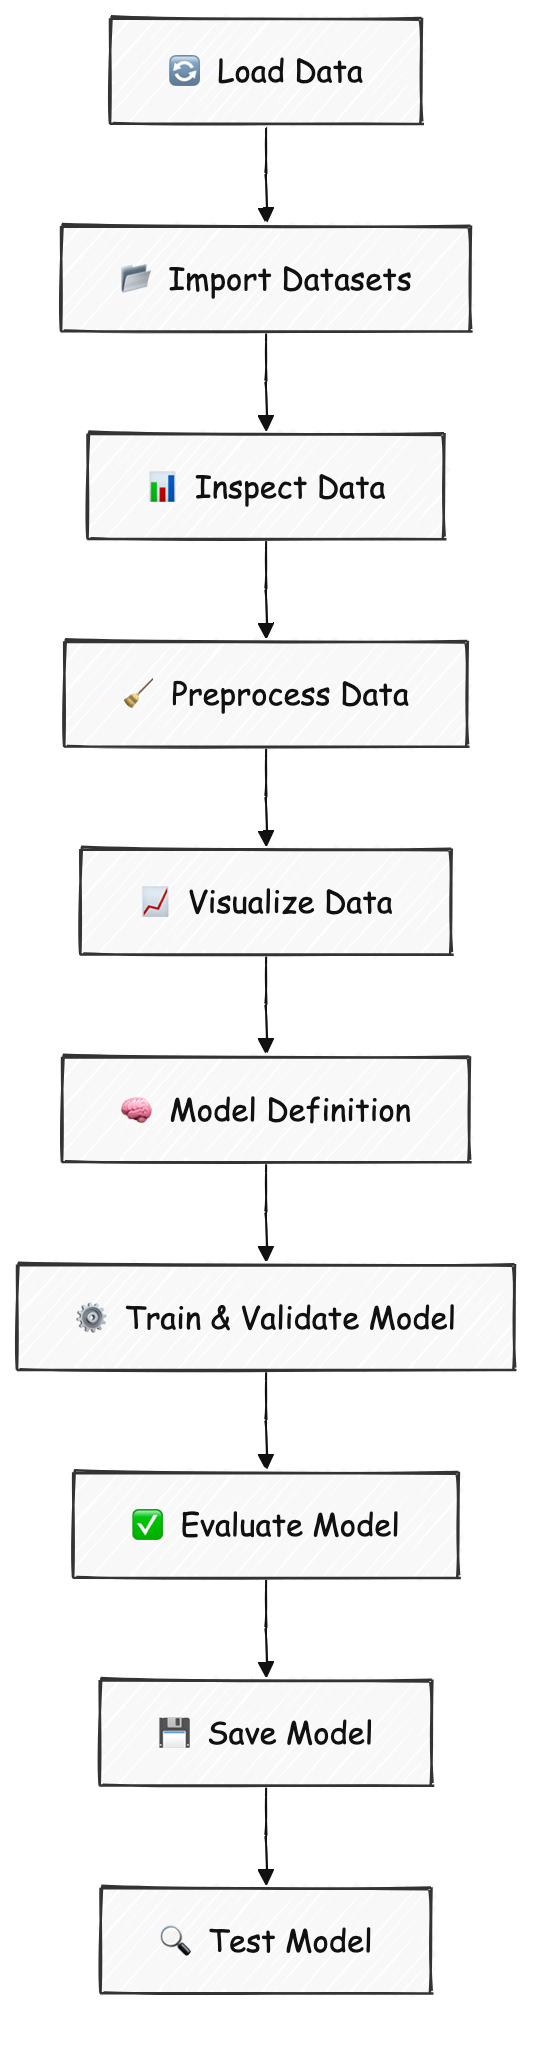 Load Data
Import Datasets
Inspect Data
Preprocess Data
Visualize Data
Model Definition
Train & Validate Model
Evaluate Model
Save Model
Test Model